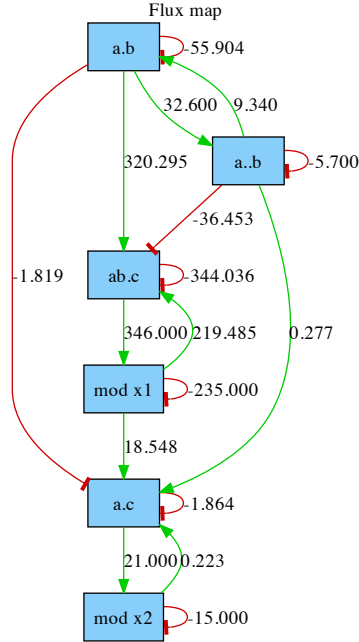 Flux map
a.b
-55.904
32.600
9.340
320.295
a..b
-5.700
-36.453
-1.819
ab.c
-344.036
346.000
219.485
0.277
mod x1
-235.000
18.548
a.c
-1.864
21.000
0.223
mod x2
-15.000